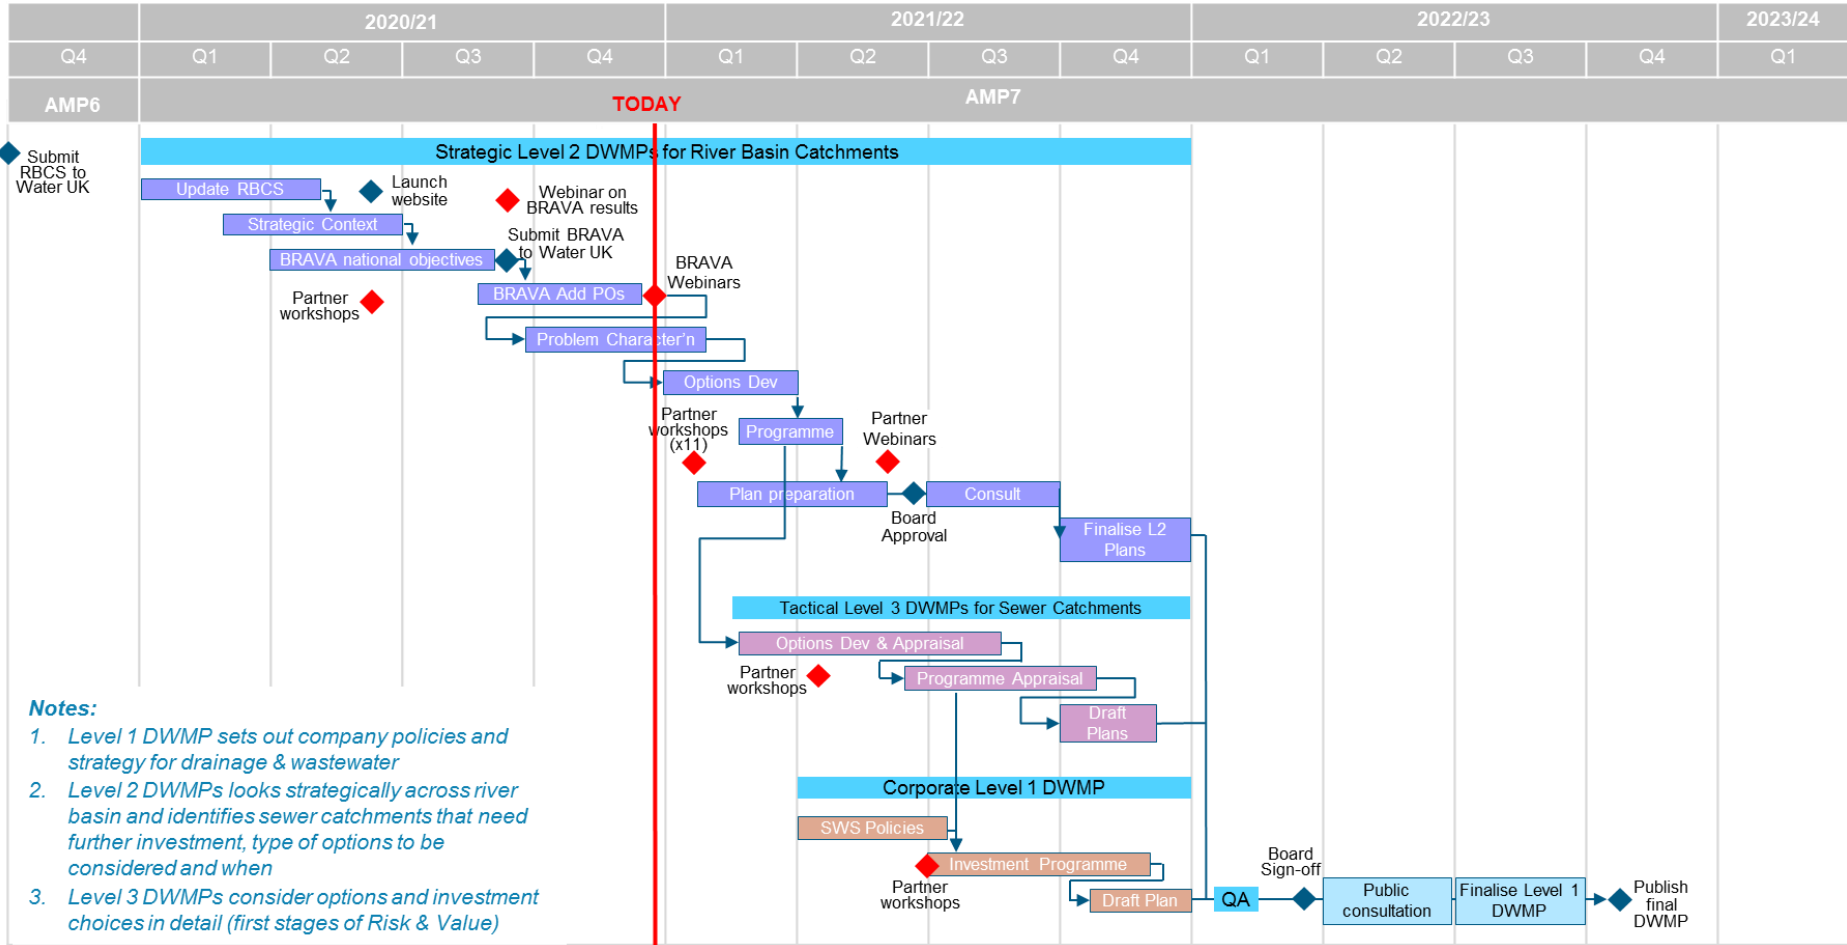 2020/21
2021/22
2022/23
2023/24
Q4
Q1
Q2
Q3
Q4
Q1
Q2
Q3
Q4
Q1
Q2
Q3
Q4
Q1
AMP6
TODAY
AMP7
Submit
RBCS to
Water UK
Strategic Level 2 DWMPs for River Basin Catchments
Update RBCS
Launch
website
Webinar on
BRAVA results
Strategic Context
Submit BRAVA
to Water UK
BRAVA national objectives
BRAVA
Webinars
Partner
workshops
BRAVA Add POs
Problem Character'n
Options Dev
Partner
workshops
(x11)
Programme
Partner
Webinars
Plan preparation
Board
Approval
Consult
Finalise L2
Plans
Tactical Level 3 DWMPs for Sewer Catchments
Options Dev & Appraisal
Partner
workshops
Programme Appraisal
Draft
Plans
Corporate Level 1 DWMP
SWS Policies
Investment Programme
Partner
workshops
Draft Plan
QA
Board
Sign-off
Public
consultation
Finalise Level 1
DWMP
Publish
final
DWMP
Notes:
1. Level 1 DWMP sets out company policies and
strategy for drainage & wastewater
2. Level 2 DWMPs looks strategically across river
basin and identifies sewer catchments that need
further investment, type of options to be
considered and when
3. Level 3 DWMPs consider options and investment
choices in detail (first stages of Risk & Value)